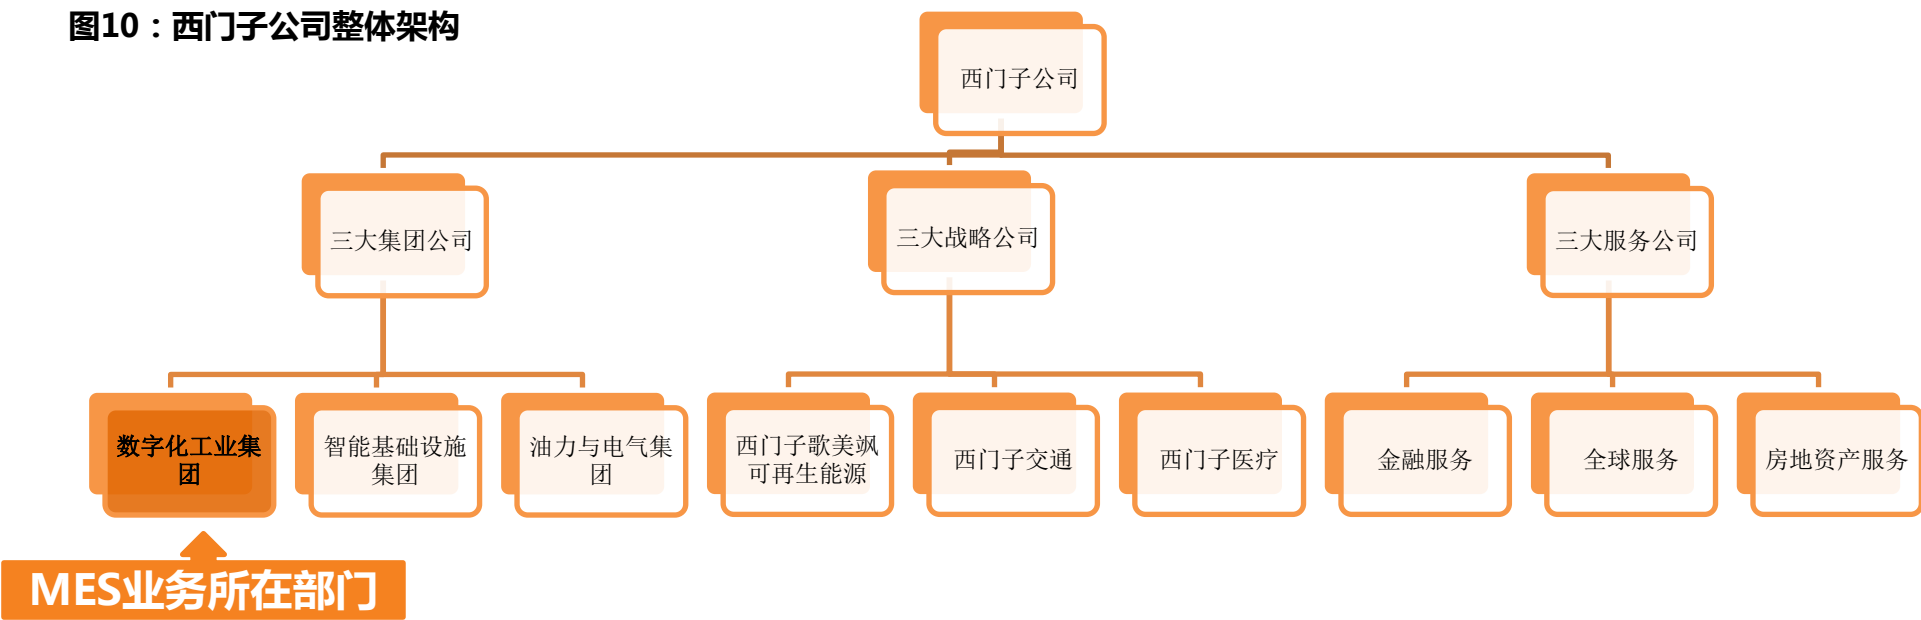 图10：西门子公司整体架构
西门子公司
三大集团公司
三大战略公司
三大服务公司
数字化工业集
团
智能基础设施
集团
油力与电气集
团
西门子歌美飒
可再生能源
西门子交通
西门子医疗
金融服务
全球服务
房地资产服务
MES业务所在部门